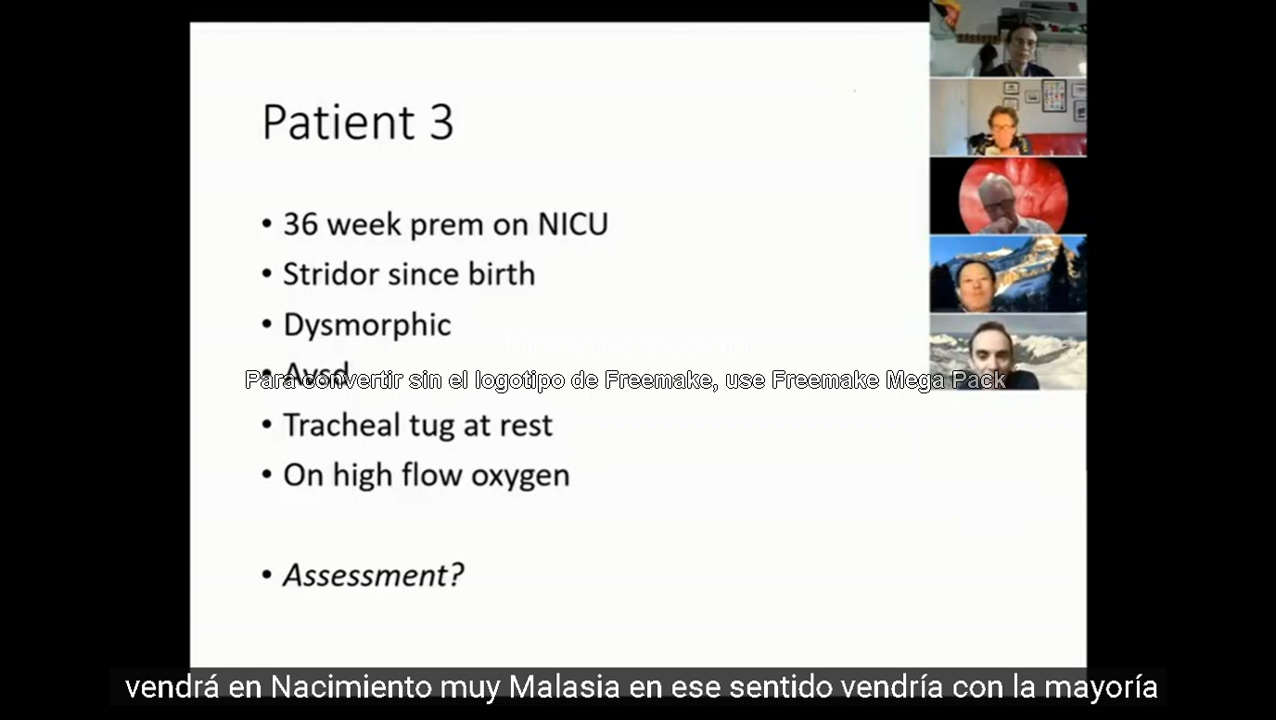 Patient 3
• 36 week prem on NICU
• Stridor since birth
• Dysmorphic
• Avsd
Para convertir sin el logotipo de Freemake, use Freemake Mega Pack
• Tracheal tug at rest
• On high flow oxygen
• Assessment?
vendrá en Nacimiento muy Malasia en ese sentido vendría con la mayoría